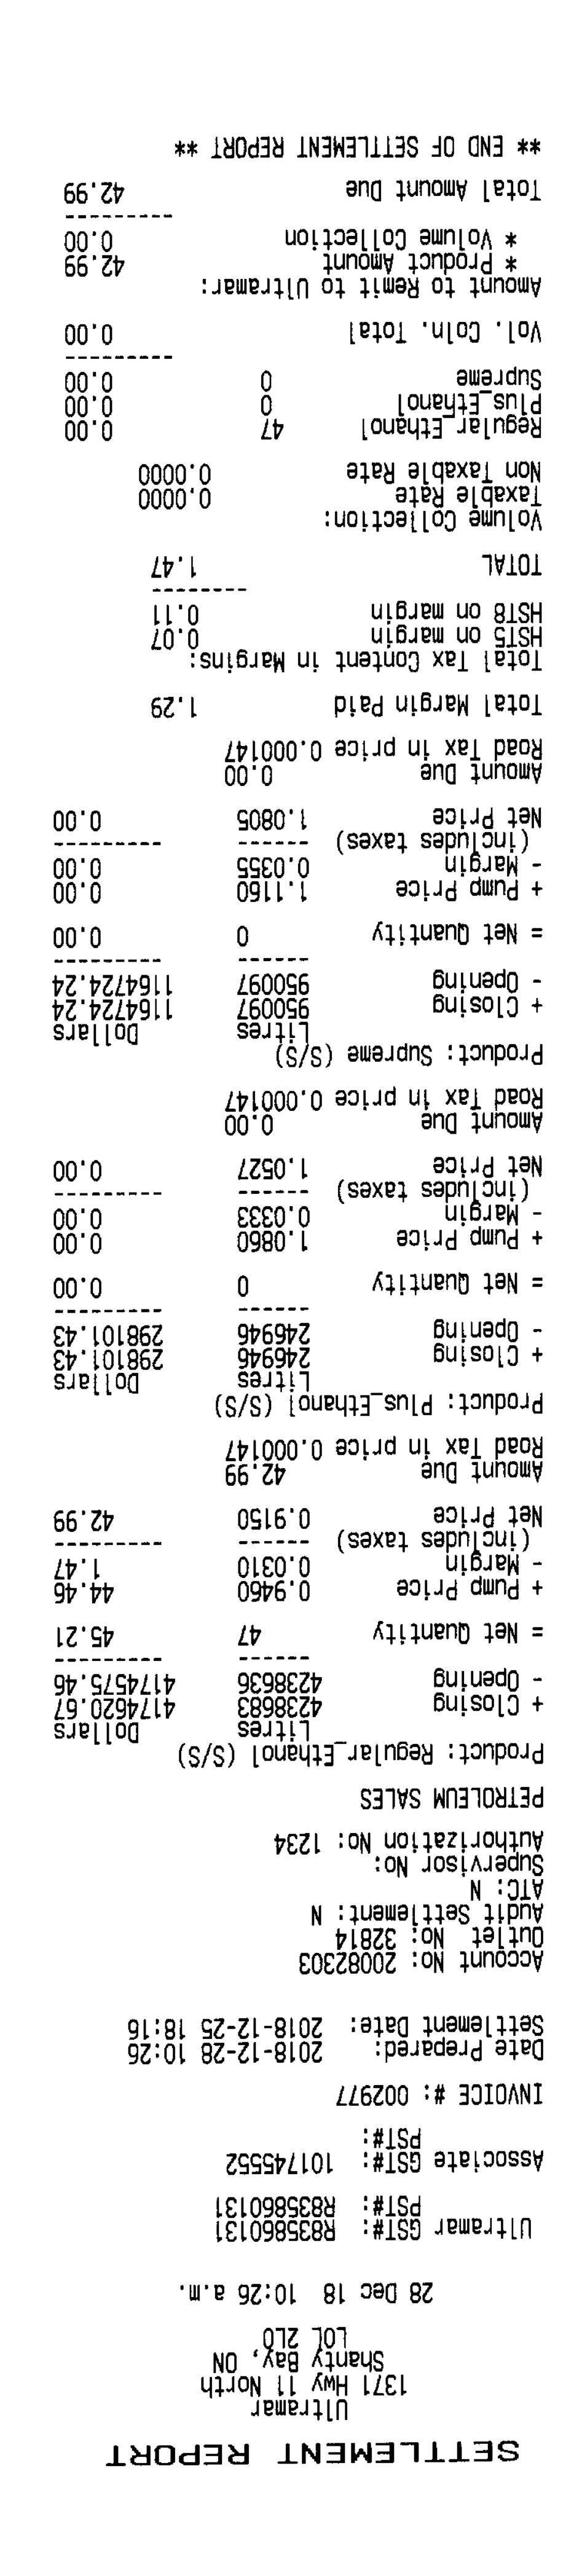 SETTLEMENT REPORT
Ultramar
1371 Hwy 11 North
Shanty Bay, ON
LOL 2LO
28 Dec 18 10:26 a.m.
Ultramar GST#: R835860131
PST#: R835860131
Associate GST#: 101745552
PST#:
INVOICE #: 002977
Date Prepared: 2018-12-28 10:26
Settlement Date: 2018-12-25 18:16
Account No: 20082303
Outlet No: 32814
Audit Settlement: N
ATC: N
Supervisor No:
Authorization No: 1234
PETROLEUM SALES
Product: Regular_Ethanol (S/S)
Litres Dollars
+ Closing 4238683 4174620.67
- Opening 4238636 4174575.46
------ ---------
= Net Quantity 47 45.21
+ Pump Price 0.9460 44.46
- Margin 0.0310 1.47
(includes taxes) ------ ---------
Net Price 0.9150 42.99
Amount Due 42.99
Road Tax in price 0.000147
Product: Plus_Ethanol (S/S)
Litres Dollars
+ Closing 246946 298101.43
- Opening 246946 298101.43
------ ---------
= Net Quantity 0 0.00
+ Pump Price 1.0860 0.00
- Margin 0.0333 0.00
(includes taxes) ------ ---------
Net Price 1.0527 0.00
Amount Due 0.00
Road Tax in price 0.000147
Product: Supreme (S/S)
Litres Dollars
+ Closing 950097 1164724.24
- Opening 950097 1164724.24
------ ---------
= Net Quantity 0 0.00
+ Pump Price 1.1160 0.00
- Margin 0.0355 0.00
(includes taxes) ------ ---------
Net Price 1.0805 0.00
Amount Due 0.00
Road Tax in price 0.000147
Total Margin Paid 1.29
Total Tax Content in Margins:
HST5 on margin 0.07
HST8 on margin 0.11
--------
TOTAL 1.47
Volume Collection:
Taxable Rate 0.0000
Non Taxable Rate 0.0000
Regular_Ethanol 47 0.00
Plus_Ethanol 0 0.00
Supreme 0 0.00
---------
Vol. Coln. Total 0.00
Amount to Remit to Ultramar:
* Product Amount 42.99
* Volume Collection 0.00
---------
Total Amount Due 42.99
** END OF SETTLEMENT REPORT **